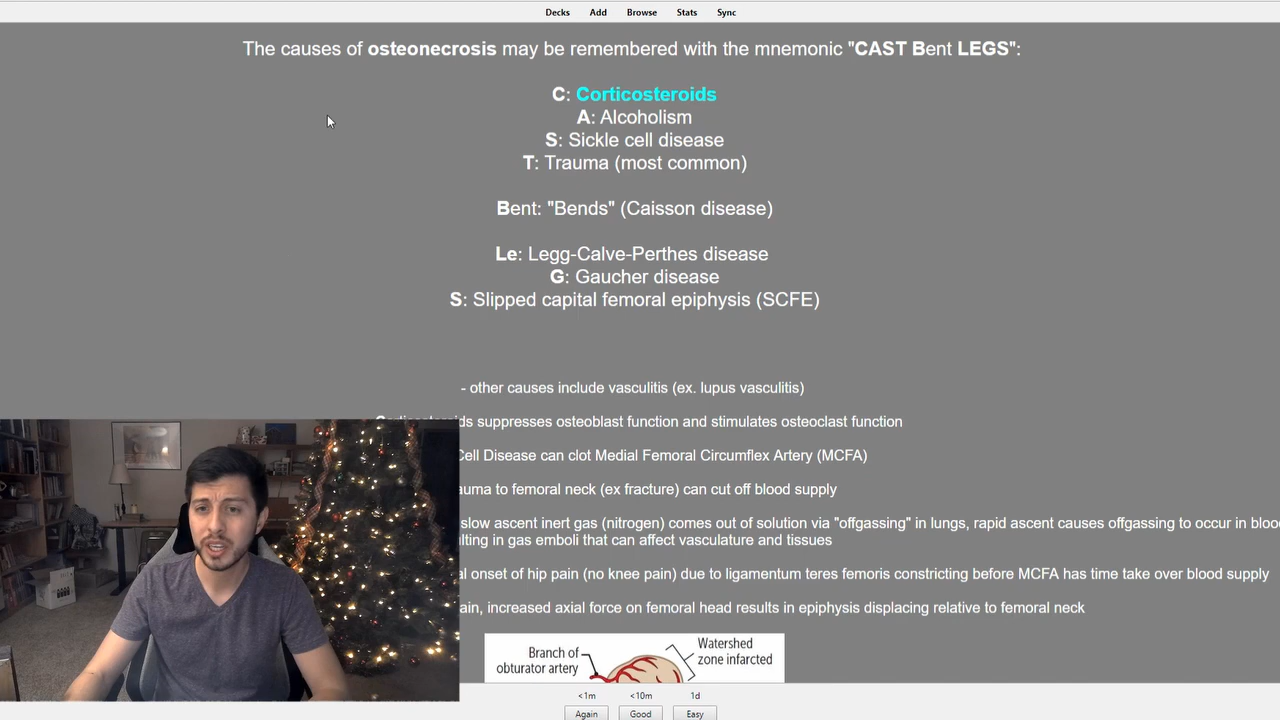 Decks Add Browse Stats Sync
The causes of osteonecrosis may be remembered with the mnemonic "CAST Bent LEGS":
C: Corticosteroids
A: Alcoholism
S: Sickle cell disease
T: Trauma (most common)
Bent: "Bends" (Caisson disease)
Le: Legg-Calve-Perthes disease
G: Gaucher disease
S: Slipped capital femoral epiphysis (SCFE)
- other causes include vasculitis (ex. lupus vasculitis)
suppresses osteoblast function and stimulates osteoclast function
Cell Disease can clot Medial Femoral Circumflex Artery (MCFA)
to femoral neck (ex fracture) can cut off blood supply
slow ascent inert gas (nitrogen) comes out of solution via "offgassing" in lungs, rapid ascent causes offgassing to occur in
in gas emboli that can affect vasculature and tissues
onset of hip pain (no knee pain) due to ligamentum teres femoris constricting before MCFA has time take over blood supply
increased axial force on femoral head results in epiphysis displacing relative to femoral neck
Branch of
obturator artery
Watershed
zone infarcted
<1m <10m 1d
Again Good Easy